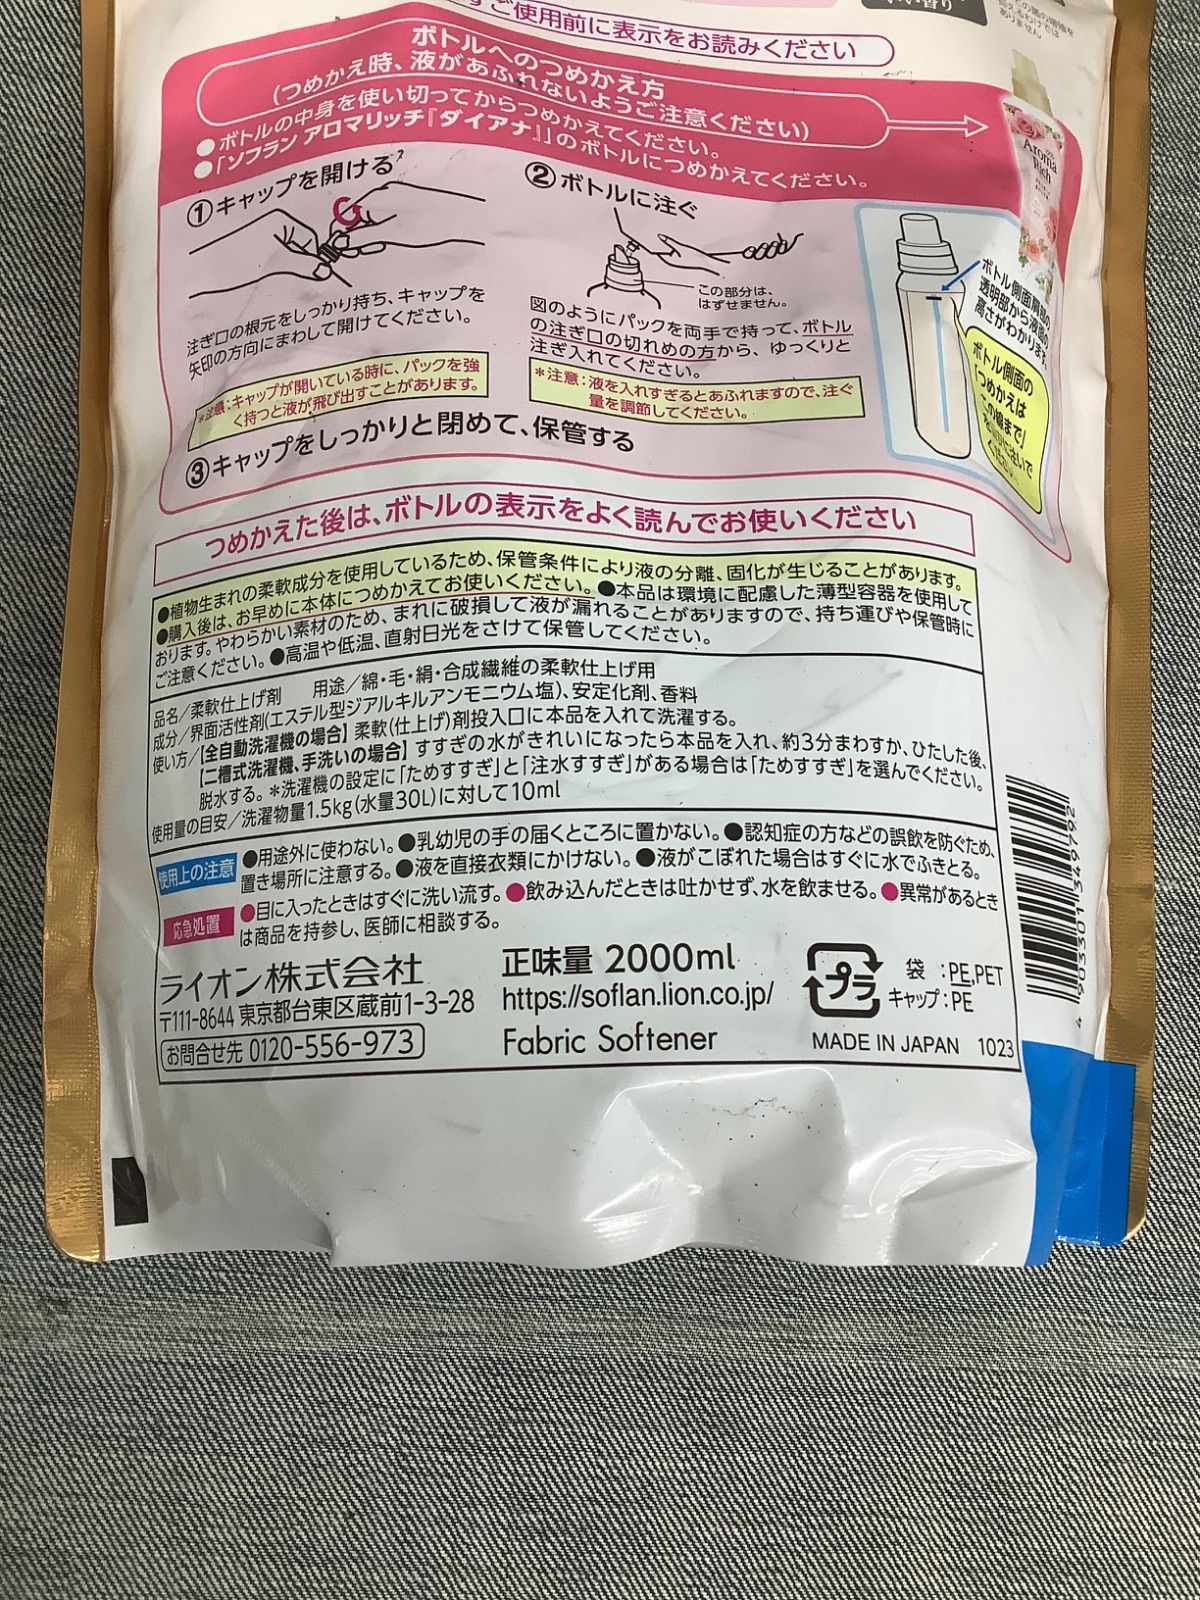 い香り
ご使用前に表示をお読みください
ボトルへのつめかえ方
(つめかえ時、液があふれないようご注意ください)
●ボトルの中身を使い切ってからつめかえてください。
●「ソフラン アロマリッチ『ダイアナ』」のボトルにつめかえてください。
Aroma
Rich
①キャップを開ける
注ぎ口の根元をしっかり持ち、キャップを
矢印の方向にまわして開けてください。
*注意:キャップが開いている時に、パックを強
く持つと液が飛び出すことがあります。
②ボトルに注ぐ
この部分は、
はずせません。
図のようにパックを両手で持って、ボトル
の注ぎ口の切れめの方から、ゆっくりと
注ぎ入れてください。
*注意:液を入れすぎるとあふれますので、注ぐ
量を調節してください。
ボトル側面
透明部から液面の
高さがわかります
ボトル側面の
「つめかえは
この線まで」
③キャップをしっかりと閉めて、保管する
つめかえた後は、ボトルの表示をよく読んでお使いください
●植物生まれの柔軟成分を使用しているため、保管条件により液の分離、固化が生じることがあります。
●購入後は、お早めに本体につめかえてお使いください。●本品は環境に配慮した薄型容器を使用して
おります。やわらかい素材のため、まれに破損して液が漏れることがありますので、持ち運びや保管時に
ご注意ください。●高温や低温、直射日光をさけて保管してください。
品名/柔軟仕上げ剤 用途/綿・毛・絹・合成繊維の柔軟仕上げ用
成分/界面活性剤(エステル型ジアルキルアンモニウム塩)、安定化剤、香料
使い方/【全自動洗濯機の場合】柔軟(仕上げ)剤投入口に本品を入れて洗濯する。
【二槽式洗濯機、手洗いの場合】すすぎの水がきれいになったら本品を入れ、約3分まわすか、ひたした後、
脱水する。*洗濯機の設定に「ためすすぎ」と「注水すすぎ」がある場合は「ためすすぎ」を選んでください。
使用量の目安/洗濯物量1.5kg(水量30L)に対して10ml
使用上の注意 ●用途外に使わない。●乳幼児の手の届くところに置かない。●認知症の方などの誤飲を防ぐため、
置き場所に注意する。●液を直接衣類にかけない。●液がこぼれた場合はすぐに水でふきとる。
応急処置 ●目に入ったときはすぐに洗い流す。●飲み込んだときは吐かせず、水を飲ませる。●異常があるとき
は商品を持参し、医師に相談する。
ライオン株式会社
〒111-8644 東京都台東区蔵前1-3-28
お問合せ先 0120-556-973
正味量 2000ml
https://soflan.lion.co.jp/
Fabric Softener
プラ
袋 :PE,PET
キャップ:PE
MADE IN JAPAN 1023
4 903301 349792